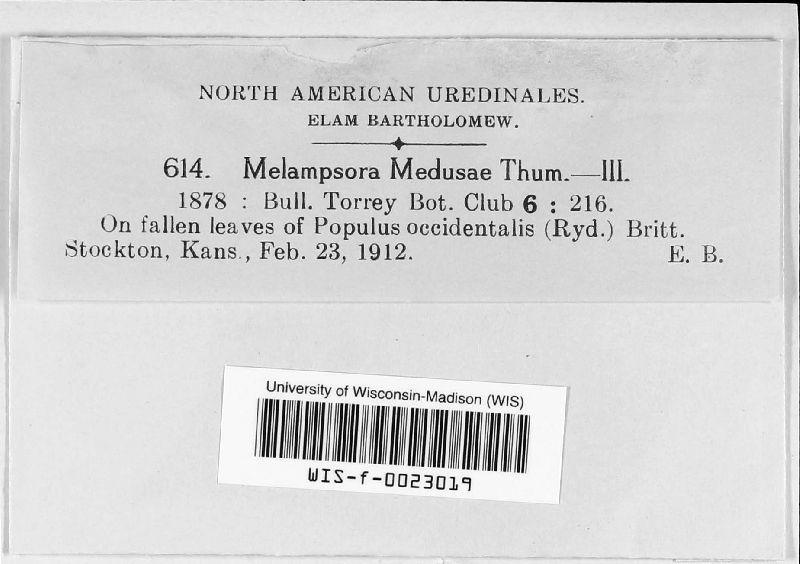 NORTH AMERICAN UREDINALES.
ELAM BARTHOLOMEW.
614. Melampsora Medusae Thum.—III.
1878 : Bull. Torrey Bot. Club 6 : 216.
On fallen leaves of Populus occidentalis (Ryd.) Britt.
Stockton, Kans., Feb. 23, 1912. E. B.
University of Wisconsin-Madison (WIS)
WIS-f-0023019